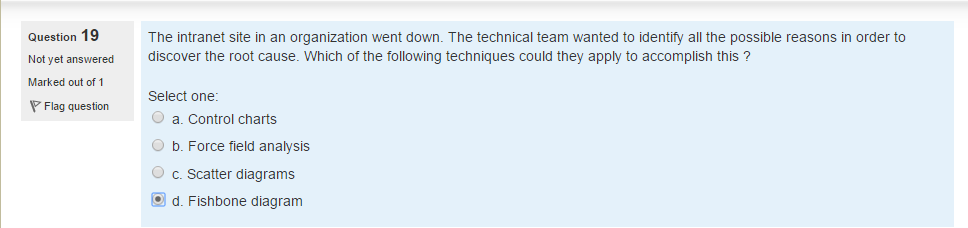 Question 19
Not yet answered
Marked out of 1
Flag question
The intranet site in an organization went down. The technical team wanted to identify all the possible reasons in order to
discover the root cause. Which of the following techniques could they apply to accomplish this ?
Select one:
a. Control charts
b. Force field analysis
c. Scatter diagrams
d. Fishbone diagram